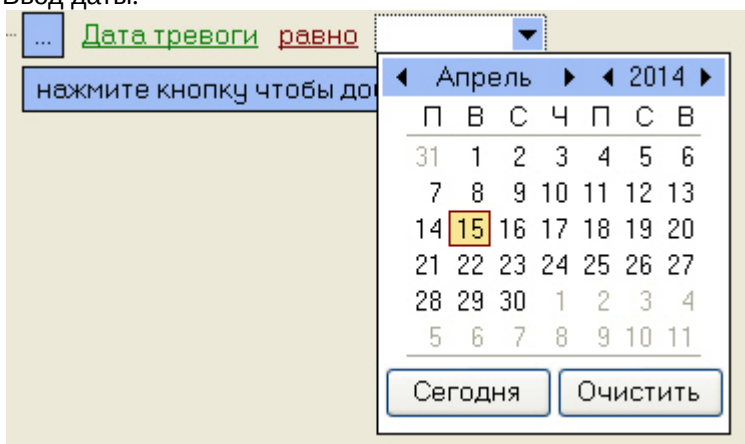 Ввод даты:
... Дата тревоги равно
нажмите кнопку чтобы
Апрель 2014
П В С Ч П С В
31 1 2 3 4 5 6
7 8 9 10 11 12 13
14 15 16 17 18 19 20
21 22 23 24 25 26 27
28 29 30 1 2 3 4
5 6 7 8 9 10 11
Сегодня Очистить